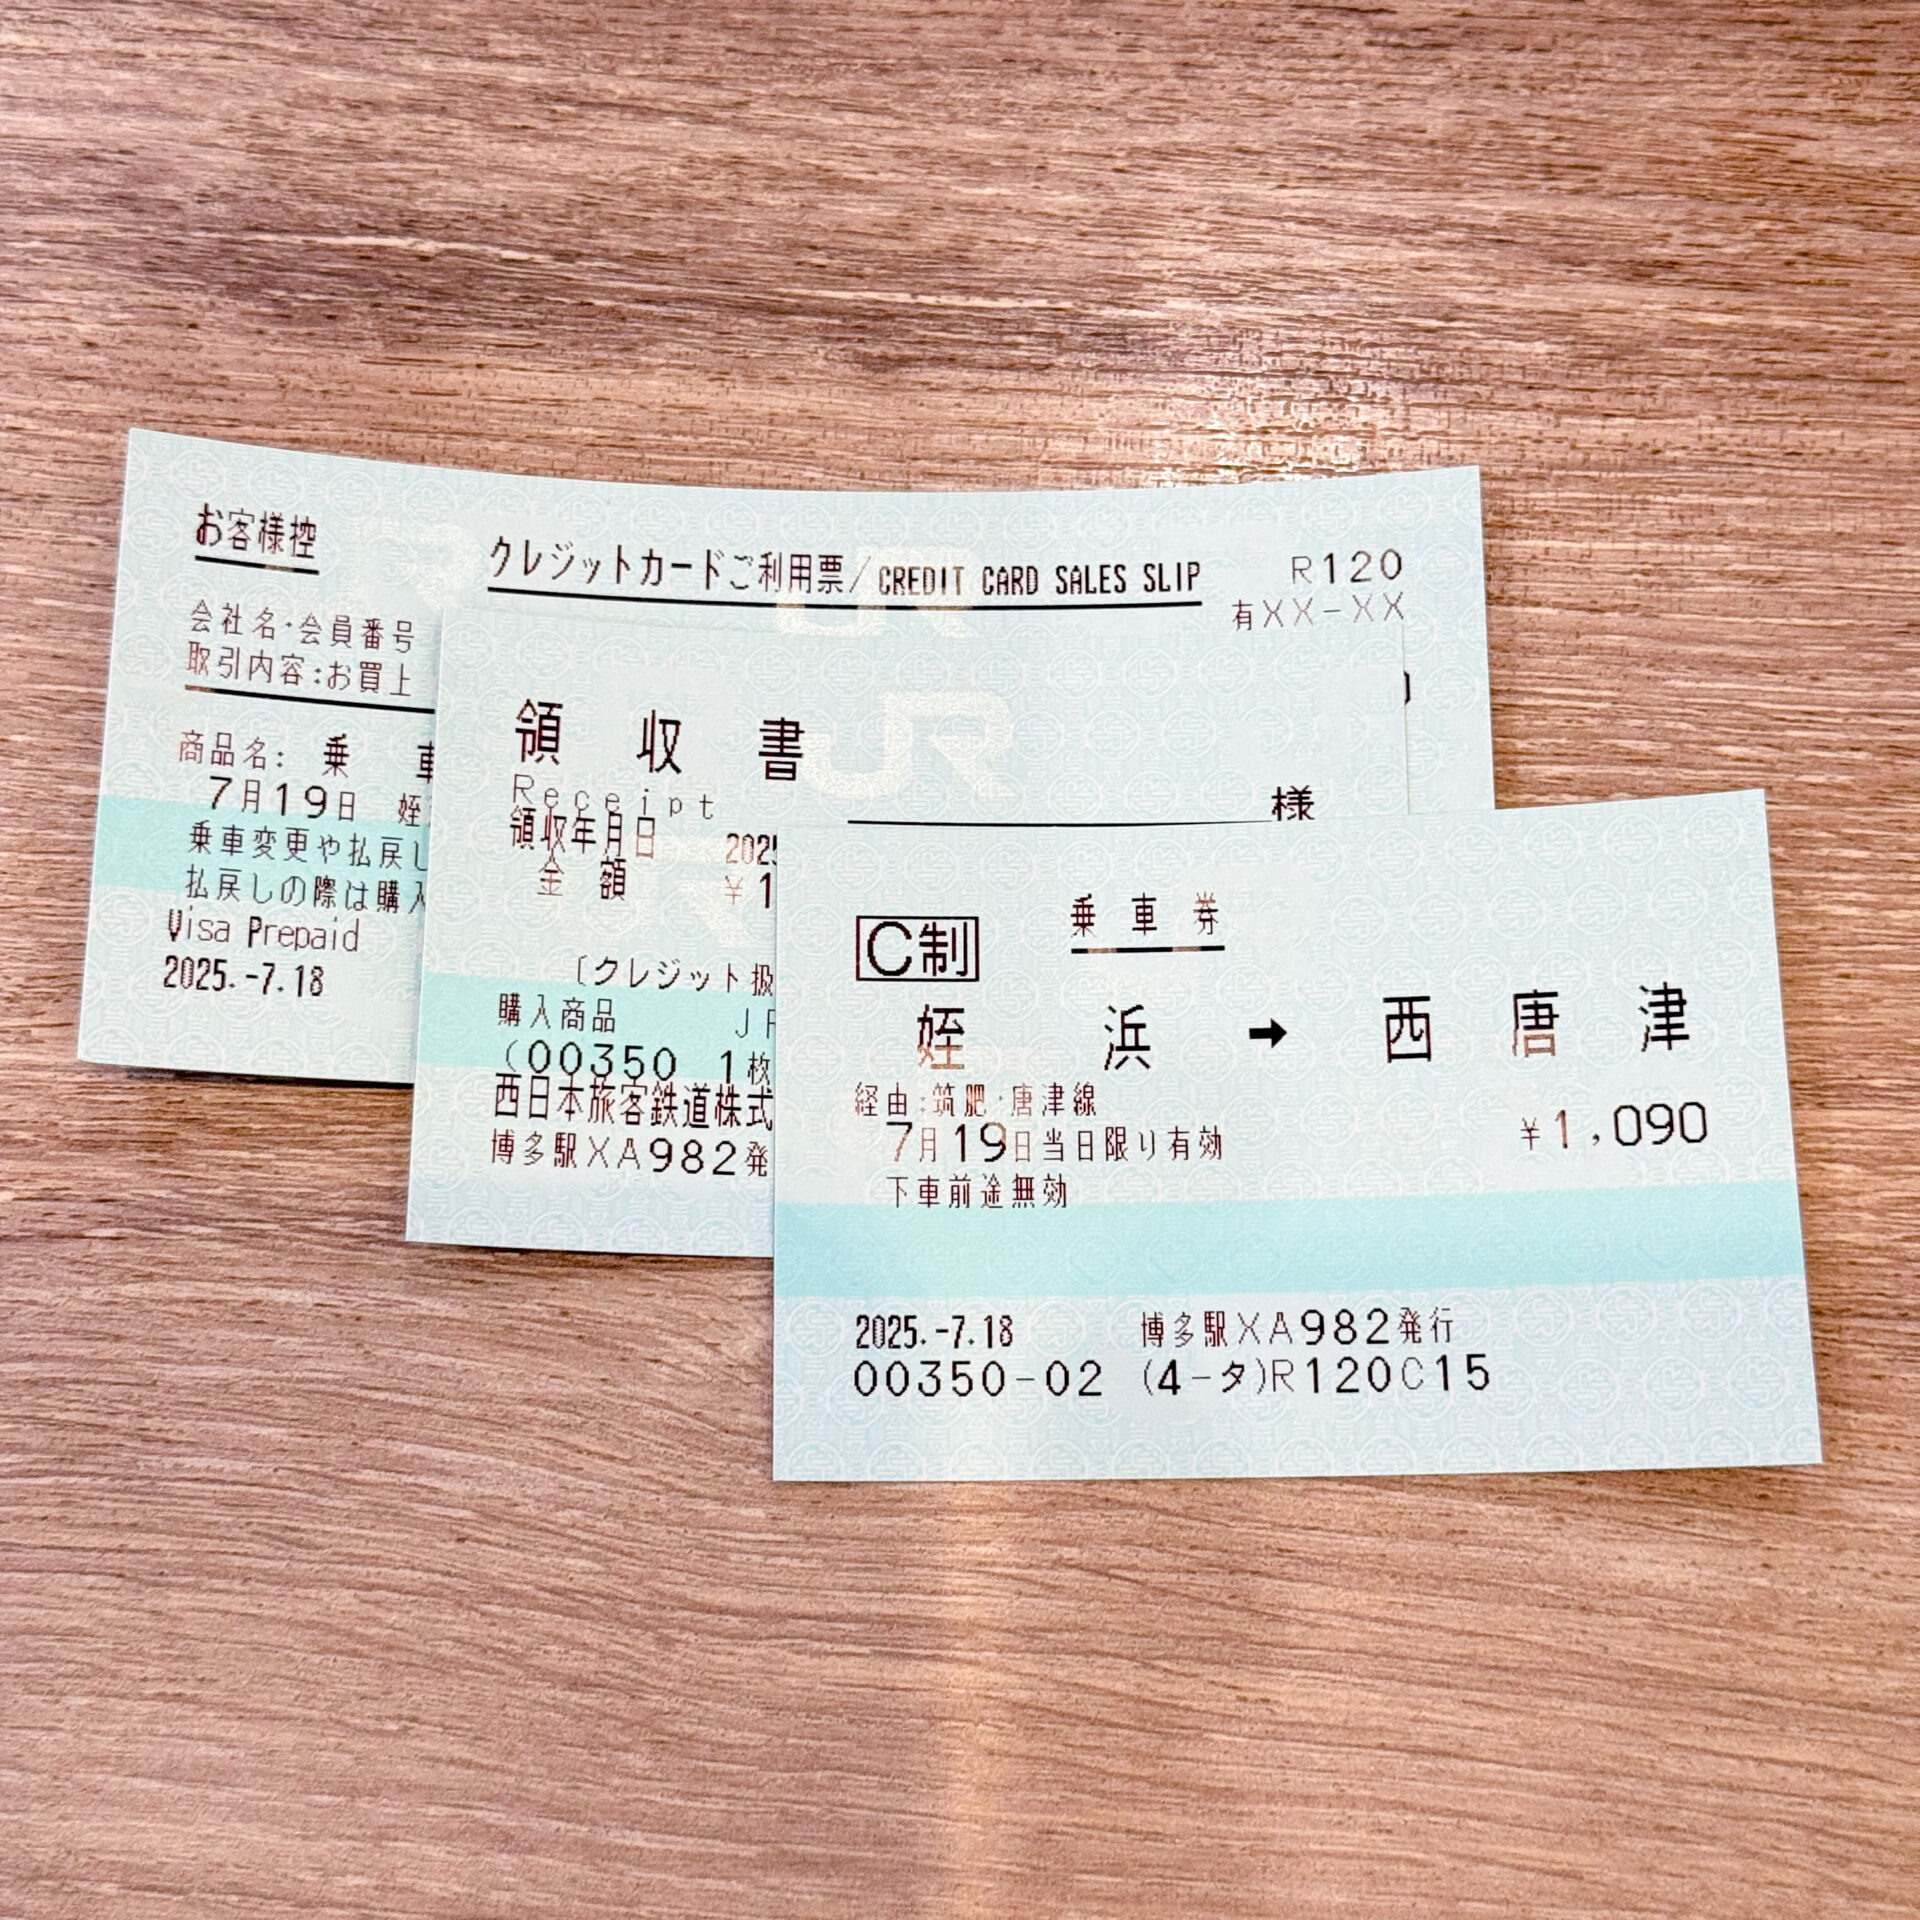 お客様控
クレジットカードご利用票/CREDIT CARD SALES SLIP
R120
有XX-XX
会社名・会員番号
取引内容:お買上
商品名: 乗 車
7月19日 姪
乗車変更や払戻し
払戻しの際は購入
Visa Prepaid
2025.-7.18
JR
領 収 書
Receipt
様
領収年月日 2025
金 額 ¥1
〔クレジット扱
購入商品 JR
(00350 1枚
西日本旅客鉄道株式
博多駅XA982発
C制
乗 車 券
姪 浜 ➡ 西 唐 津
経由:筑肥・唐津線
¥1,090
7月19日当日限り有効
下車前途無効
2025.-7.18 博多駅XA982発行
00350-02 (4-タ)R120C15